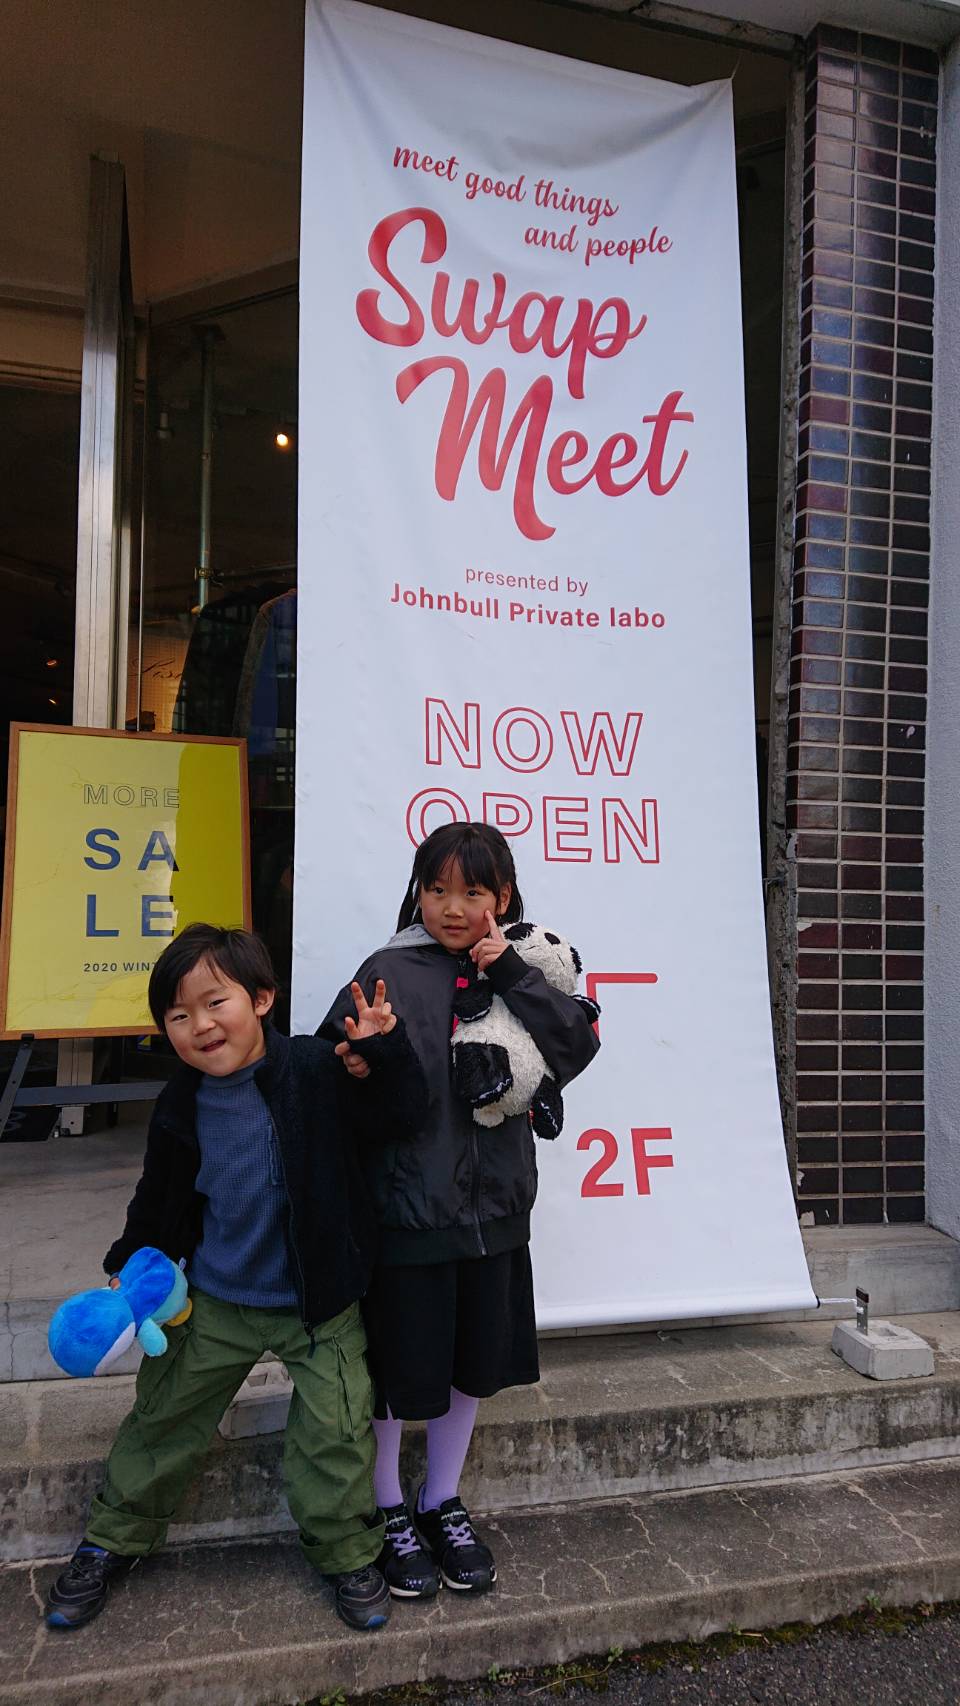 meet good things
and people
Swap
Meet
presented by
Johnbull Private labo
NOW
OPEN
2F
MORE
SA
LE
2020